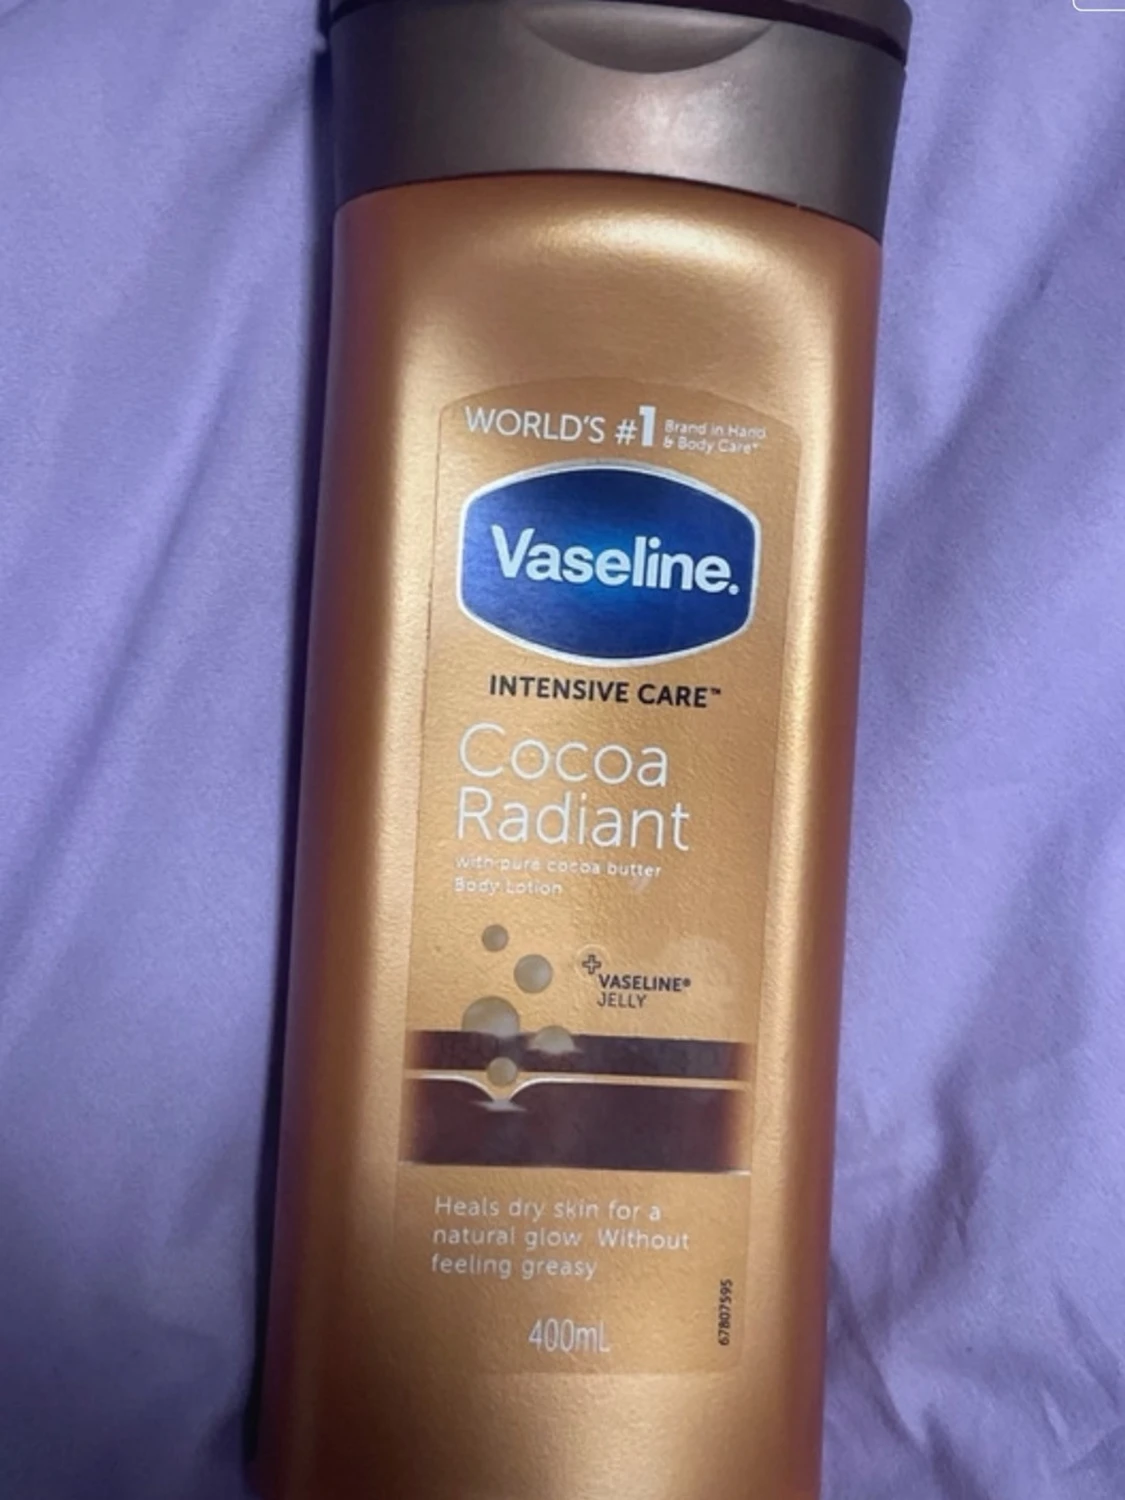 WORLD'S #1 Brand in Hand
& Body Care*
Vaseline.
INTENSIVE CARE™
Cocoa
Radiant
with pure cocoa butter
Body Lotion
VASELINE®
JELLY
Heals dry skin for a
natural glow Without
feeling greasy
400mL
67807595